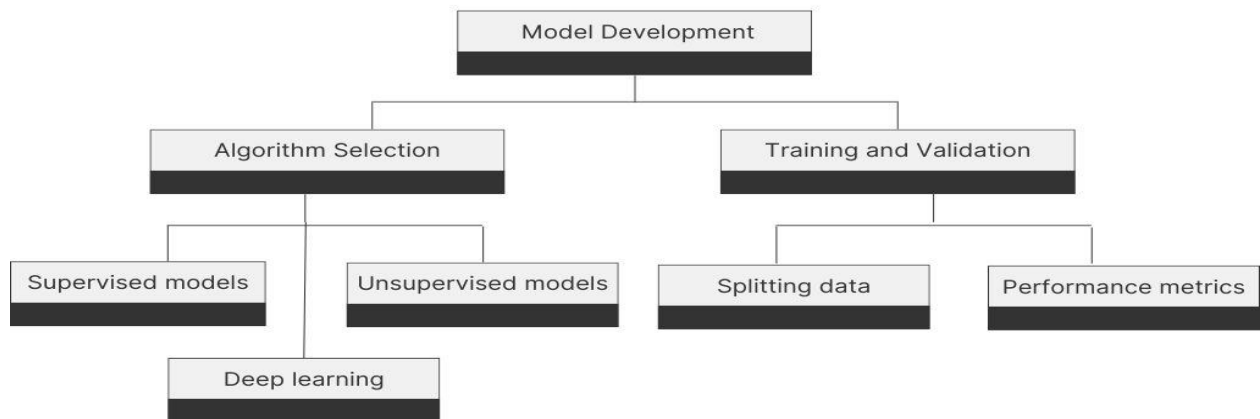 Model Development
Algorithm Selection
Training and Validation
Supervised models
Unsupervised models
Splitting data
Performance metrics
Deep learning